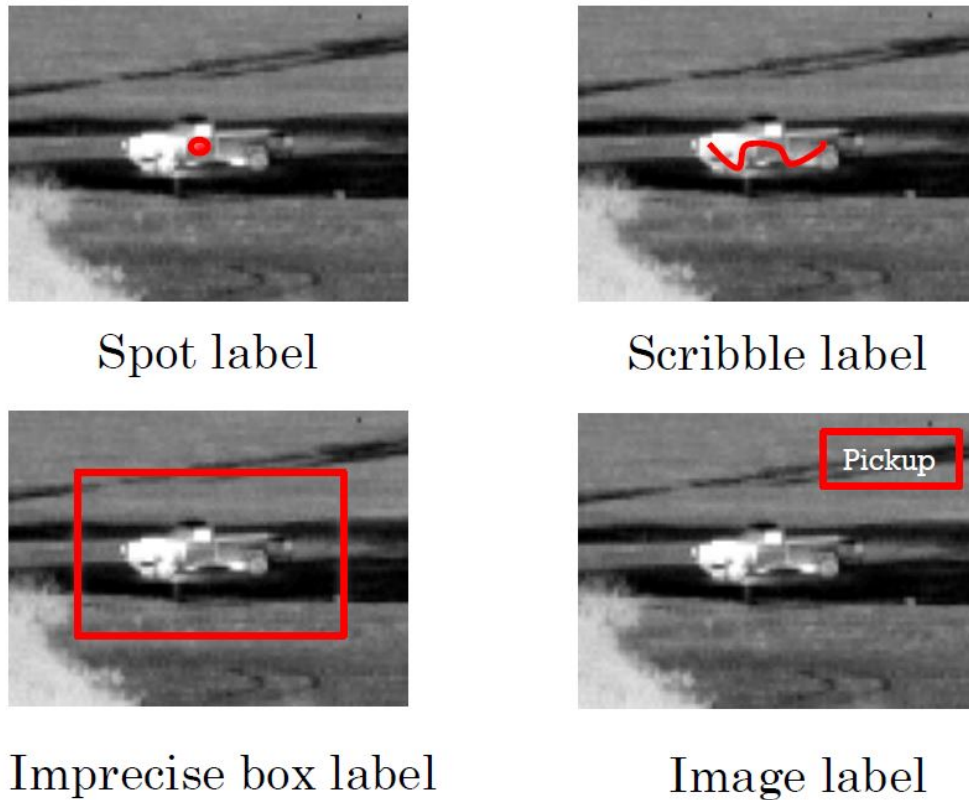 Spot label
Scribble label
Pickup
Imprecise box label
Image label